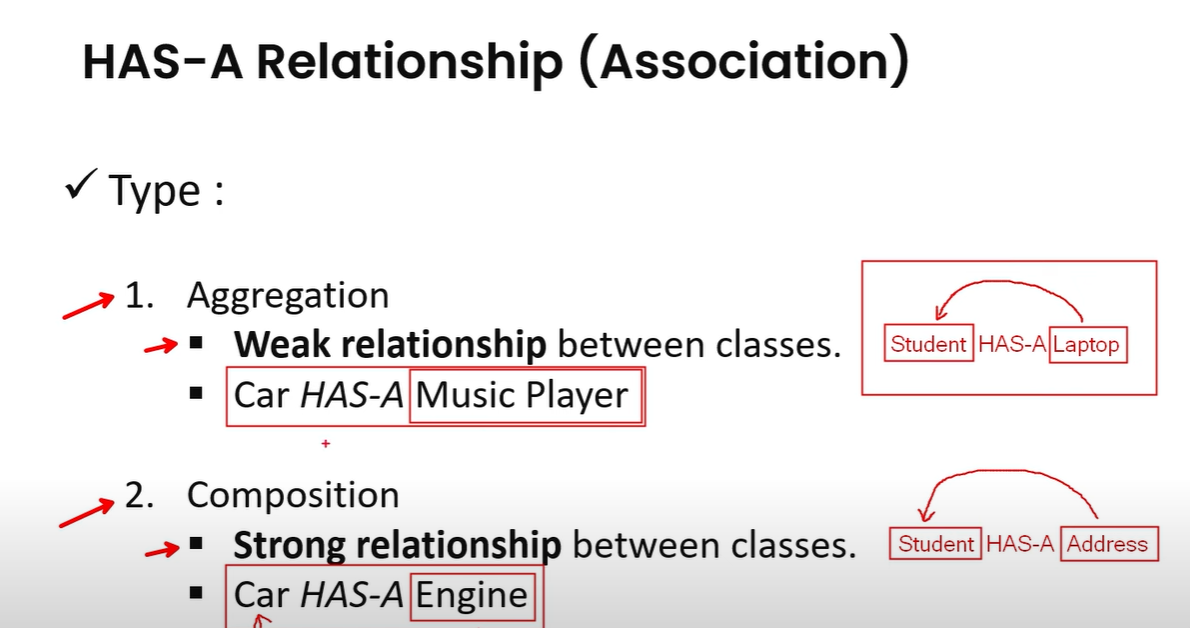 HAS-A Relationship (Association)
✓ Type :
1. Aggregation
▪ Weak relationship between classes.
▪ Car HAS-A Music Player
Student HAS-A Laptop
2. Composition
▪ Strong relationship between classes.
▪ Car HAS-A Engine
Student HAS-A Address